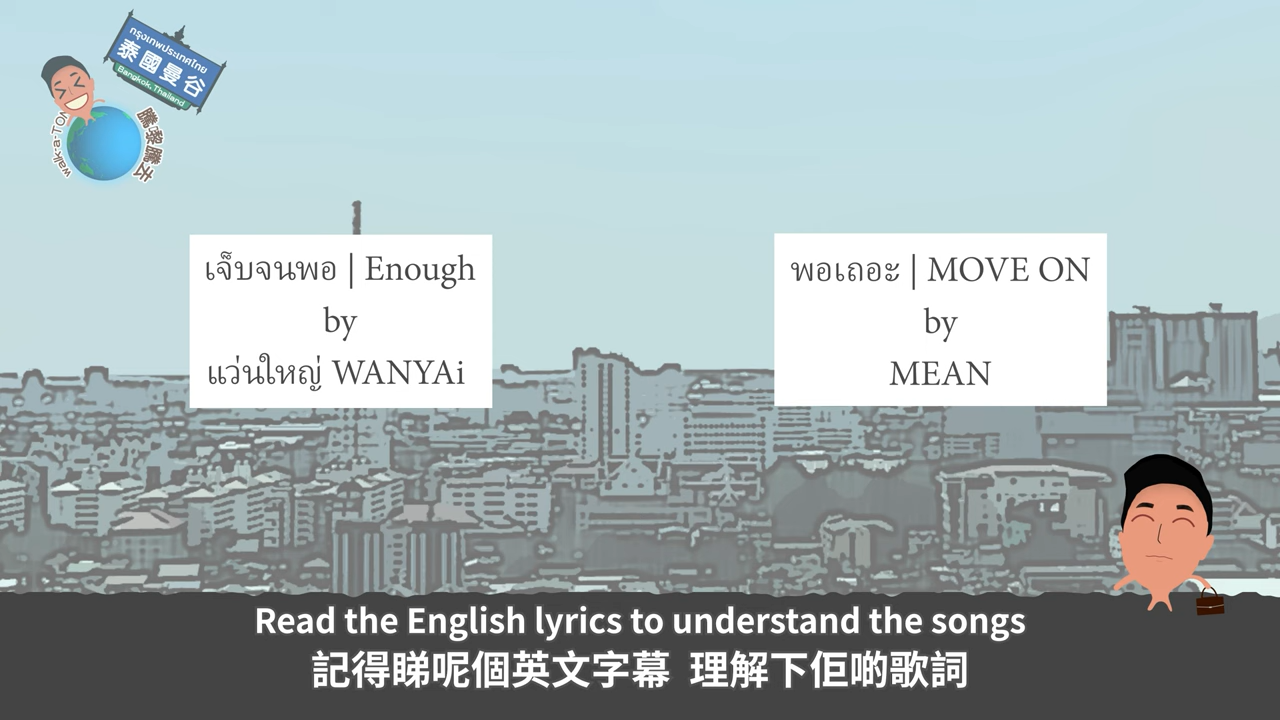 กรุงเทพประเทศไทย
泰國曼谷
Bangkok, Thailand
walk-a-TOM
騰黎騰去
เจ็บจนพอ | Enough
by
แว่นใหญ่ WANYAi
พอเถอะ | MOVE ON
by
MEAN
Read the English lyrics to understand the songs
記得睇呢個英文字幕 理解下佢啲歌詞